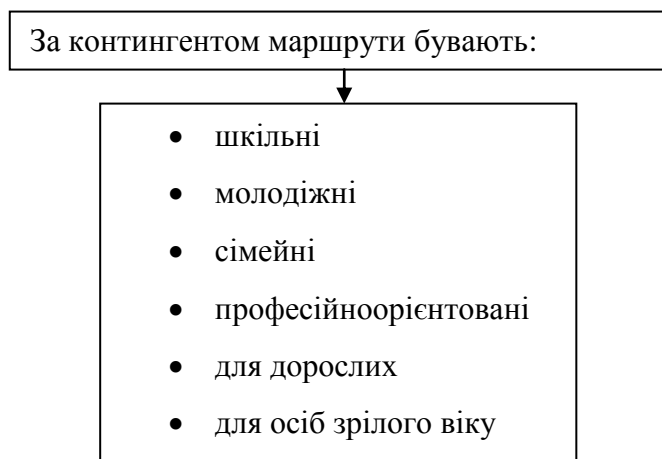 За контингентом маршрути бувають:
• шкільні
• молодіжні
• сімейні
• професійноорієнтовані
• для дорослих
• для осіб зрілого віку